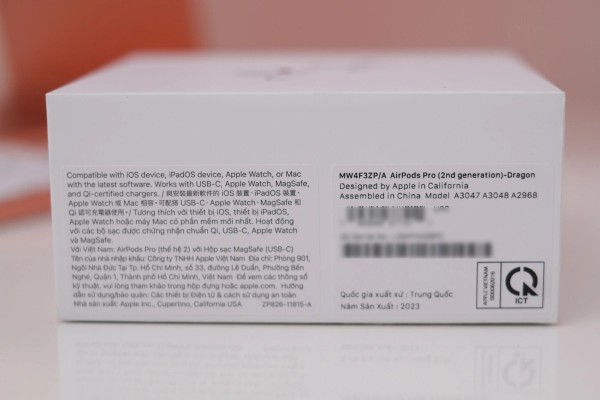 Compatible with iOS device, iPadOS device, Apple Watch, or Mac
with the latest software. Works with USB-C, Apple Watch, MagSafe,
and Qi-certified chargers. / 與安裝最新軟件的 iOS 裝置、iPadOS 裝置、
Apple Watch 或 Mac 相容。可配搭 USB-C、Apple Watch、MagSafe 和
Qi 認可充電器使用。/ Tương thích với thiết bị iOS, thiết bị iPadOS,
Apple Watch hoặc máy Mac có phần mềm mới nhất. Hoạt động
với các bộ sạc được chứng nhận chuẩn Qi, USB-C, Apple Watch
và MagSafe.
Với Việt Nam: AirPods Pro (thế hệ 2) với Hộp sạc MagSafe (USB-C)
Tên của nhà nhập khẩu: Công ty TNHH Apple Việt Nam Địa chỉ: Phòng 901,
Ngôi Nhà Đức Tại Tp. Hồ Chí Minh, số 33, đường Lê Duẩn, Phường Bến
Nghé, Quận 1, Thành phố Hồ Chí Minh, Việt Nam Để xem các thông số
kỹ thuật, vui lòng tham khảo trong hộp đựng hoặc apple.com. Hướng
dẫn sử dụng/bảo quản: Các thiết bị Điện tử & cách sử dụng an toàn
Nhà sản xuất: Apple Inc., Cupertino, California USA ZP626-11815-A
MW4F3ZP/A AirPods Pro (2nd generation)-Dragon
Designed by Apple in California
Assembled in China Model A3047 A3048 A2968
Quốc gia xuất xứ : Trung Quốc
Năm Sản Xuất : 2023
APPLE VIETNAM
ICT